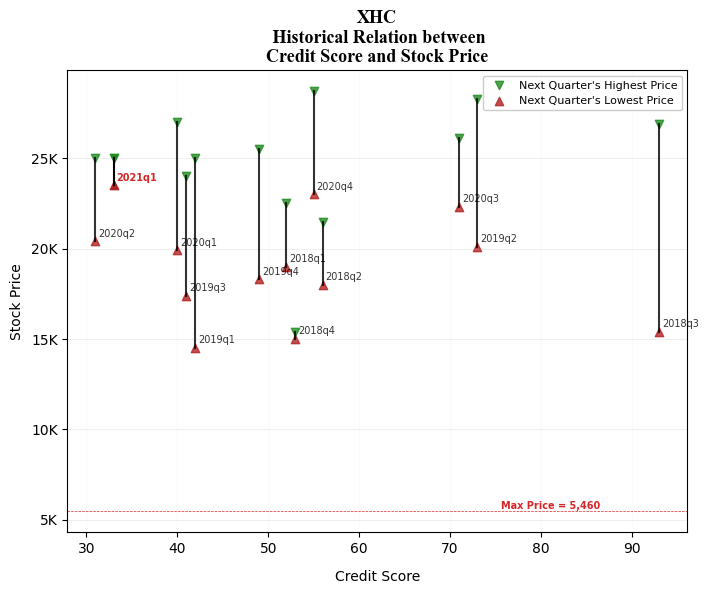 XHC
Historical Relation between
Credit Score and Stock Price
Next Quarter's Highest Price
Next Quarter's Lowest Price
25K
20K
15K
10K
5K
Stock Price
2020q4
2021q1
2020q2
2020q1
2020q3
2019q2
2018q1
2019q4
2018q2
2019q3
2018q3
2018q4
2019q1
Max Price = 5,460
30 40 50 60 70 80 90
Credit Score